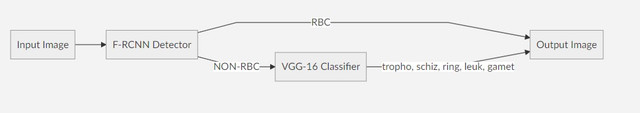 RBC
Input Image
F-RCNN Detector
Output Image
NON-RBC
VGG-16 Classifier
tropho, schiz, ring, leuk, gamet